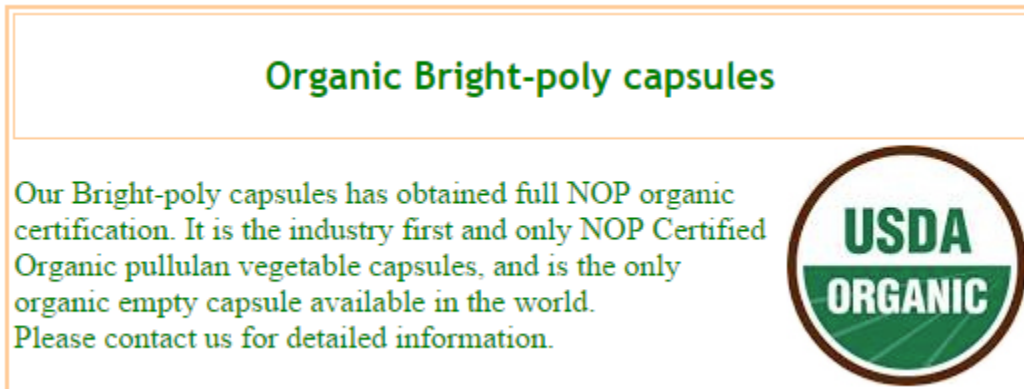 Organic Bright-poly capsules
Our Bright-poly capsules has obtained full NOP organic
certification. It is the industry first and only NOP Certified
Organic pullulan vegetable capsules, and is the only
organic empty capsule available in the world.
Please contact us for detailed information.
USDA
ORGANIC